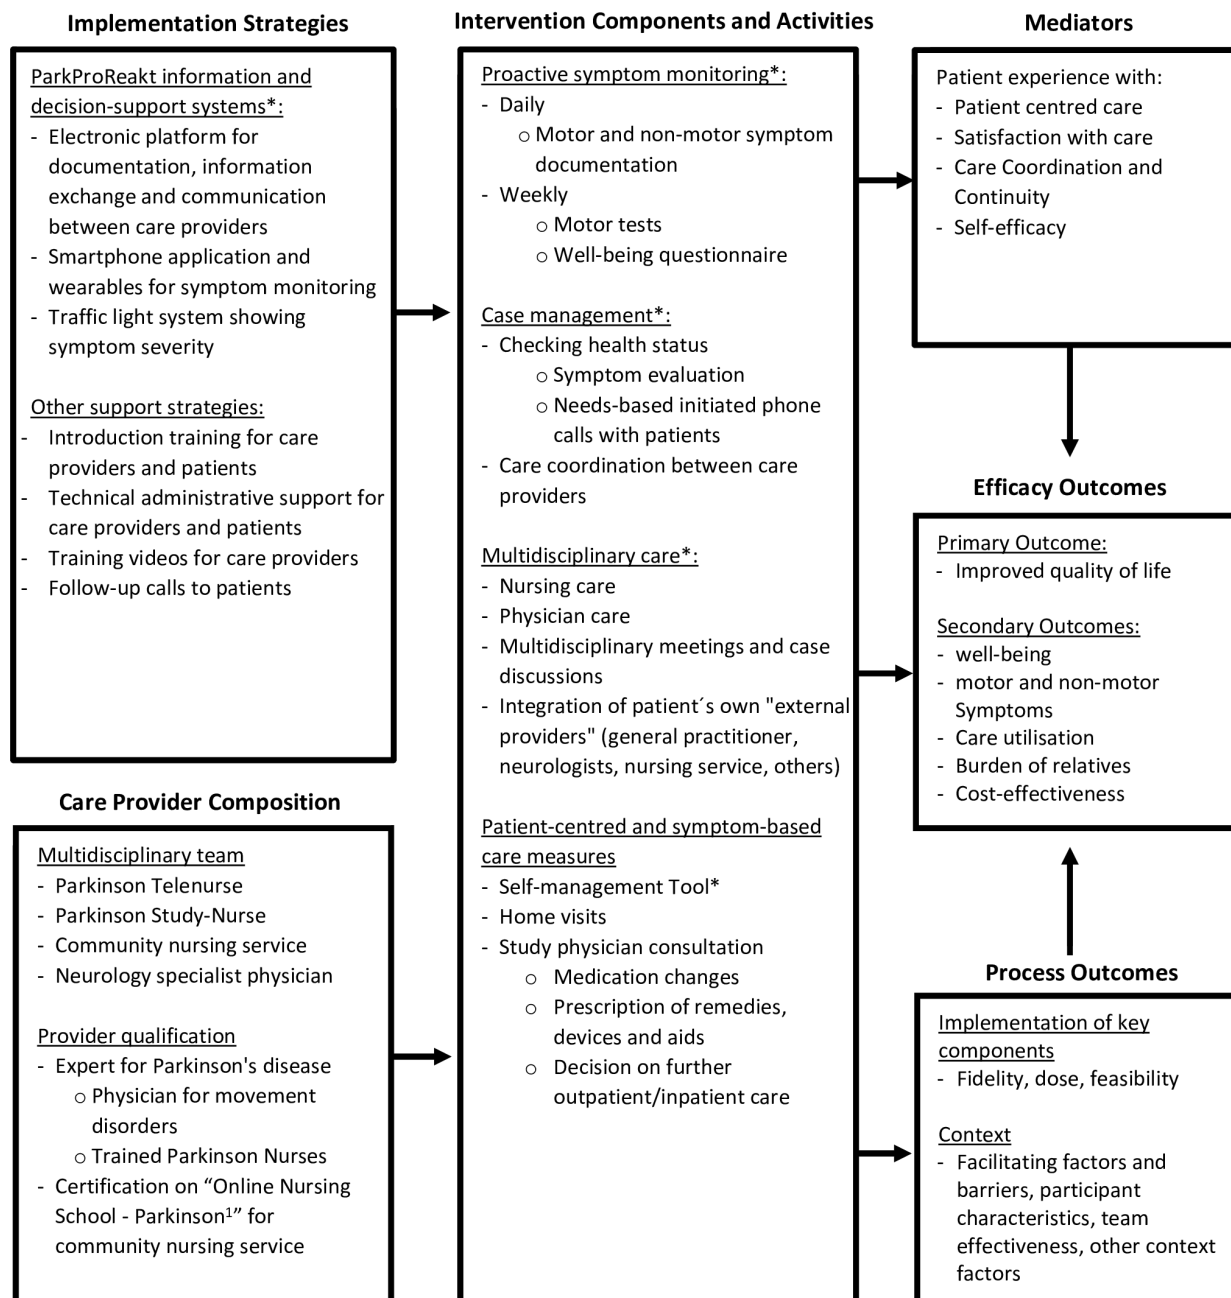 Implementation Strategies
ParkProReakt information and
decision-support systems*:
- Electronic platform for
documentation, information
exchange and communication
between care providers
- Smartphone application and
wearables for symptom monitoring
- Traffic light system showing
symptom severity
Other support strategies:
- Introduction training for care
providers and patients
- Technical administrative support for
care providers and patients
- Training videos for care providers
- Follow-up calls to patients
Care Provider Composition
Multidisciplinary team
- Parkinson Telenurse
- Parkinson Study-Nurse
- Community nursing service
- Neurology specialist physician
Provider qualification
- Expert for Parkinson's disease
o Physician for movement
disorders
o Trained Parkinson Nurses
- Certification on “Online Nursing
School - Parkinson¹” for
community nursing service
Intervention Components and Activities
Proactive symptom monitoring*:
- Daily
o Motor and non-motor symptom
documentation
- Weekly
o Motor tests
o Well-being questionnaire
Case management*:
- Checking health status
o Symptom evaluation
o Needs-based initiated phone
calls with patients
- Care coordination between care
providers
Multidisciplinary care*:
- Nursing care
- Physician care
- Multidisciplinary meetings and case
discussions
- Integration of patient´s own "external
providers" (general practitioner,
neurologists, nursing service, others)
Patient-centred and symptom-based
care measures
- Self-management Tool*
- Home visits
- Study physician consultation
o Medication changes
o Prescription of remedies,
devices and aids
o Decision on further
outpatient/inpatient care
Mediators
Patient experience with:
- Patient centred care
- Satisfaction with care
- Care Coordination and
Continuity
- Self-efficacy
Efficacy Outcomes
Primary Outcome:
- Improved quality of life
Secondary Outcomes:
- well-being
- motor and non-motor
Symptoms
- Care utilisation
- Burden of relatives
- Cost-effectiveness
Process Outcomes
Implementation of key
components
- Fidelity, dose, feasibility
Context
- Facilitating factors and
barriers, participant
characteristics, team
effectiveness, other context
factors